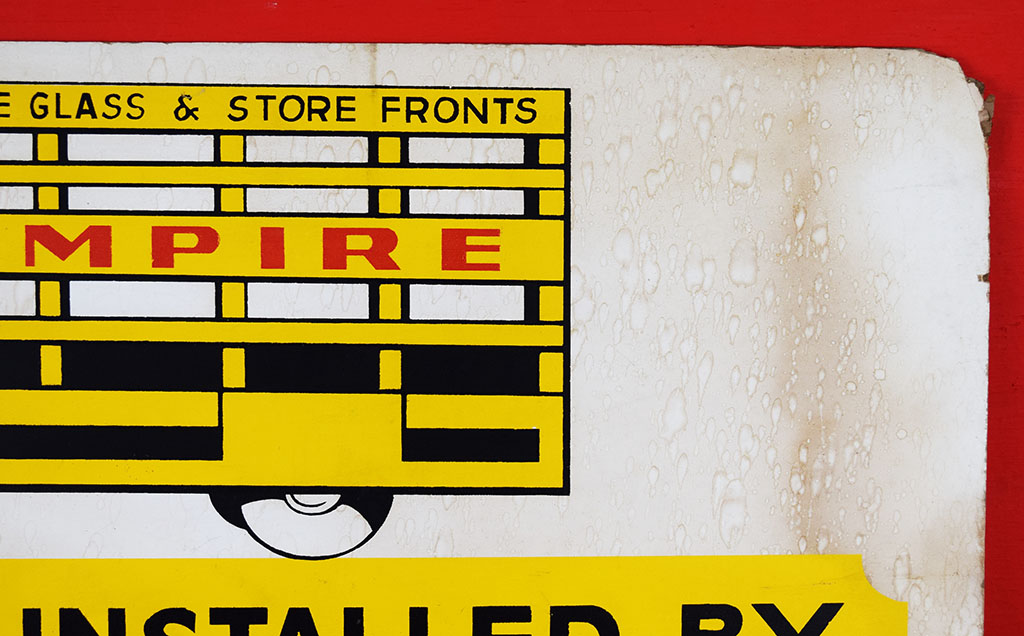 E GLASS & STORE FRONTS
MPIRE
INSTALLED BY